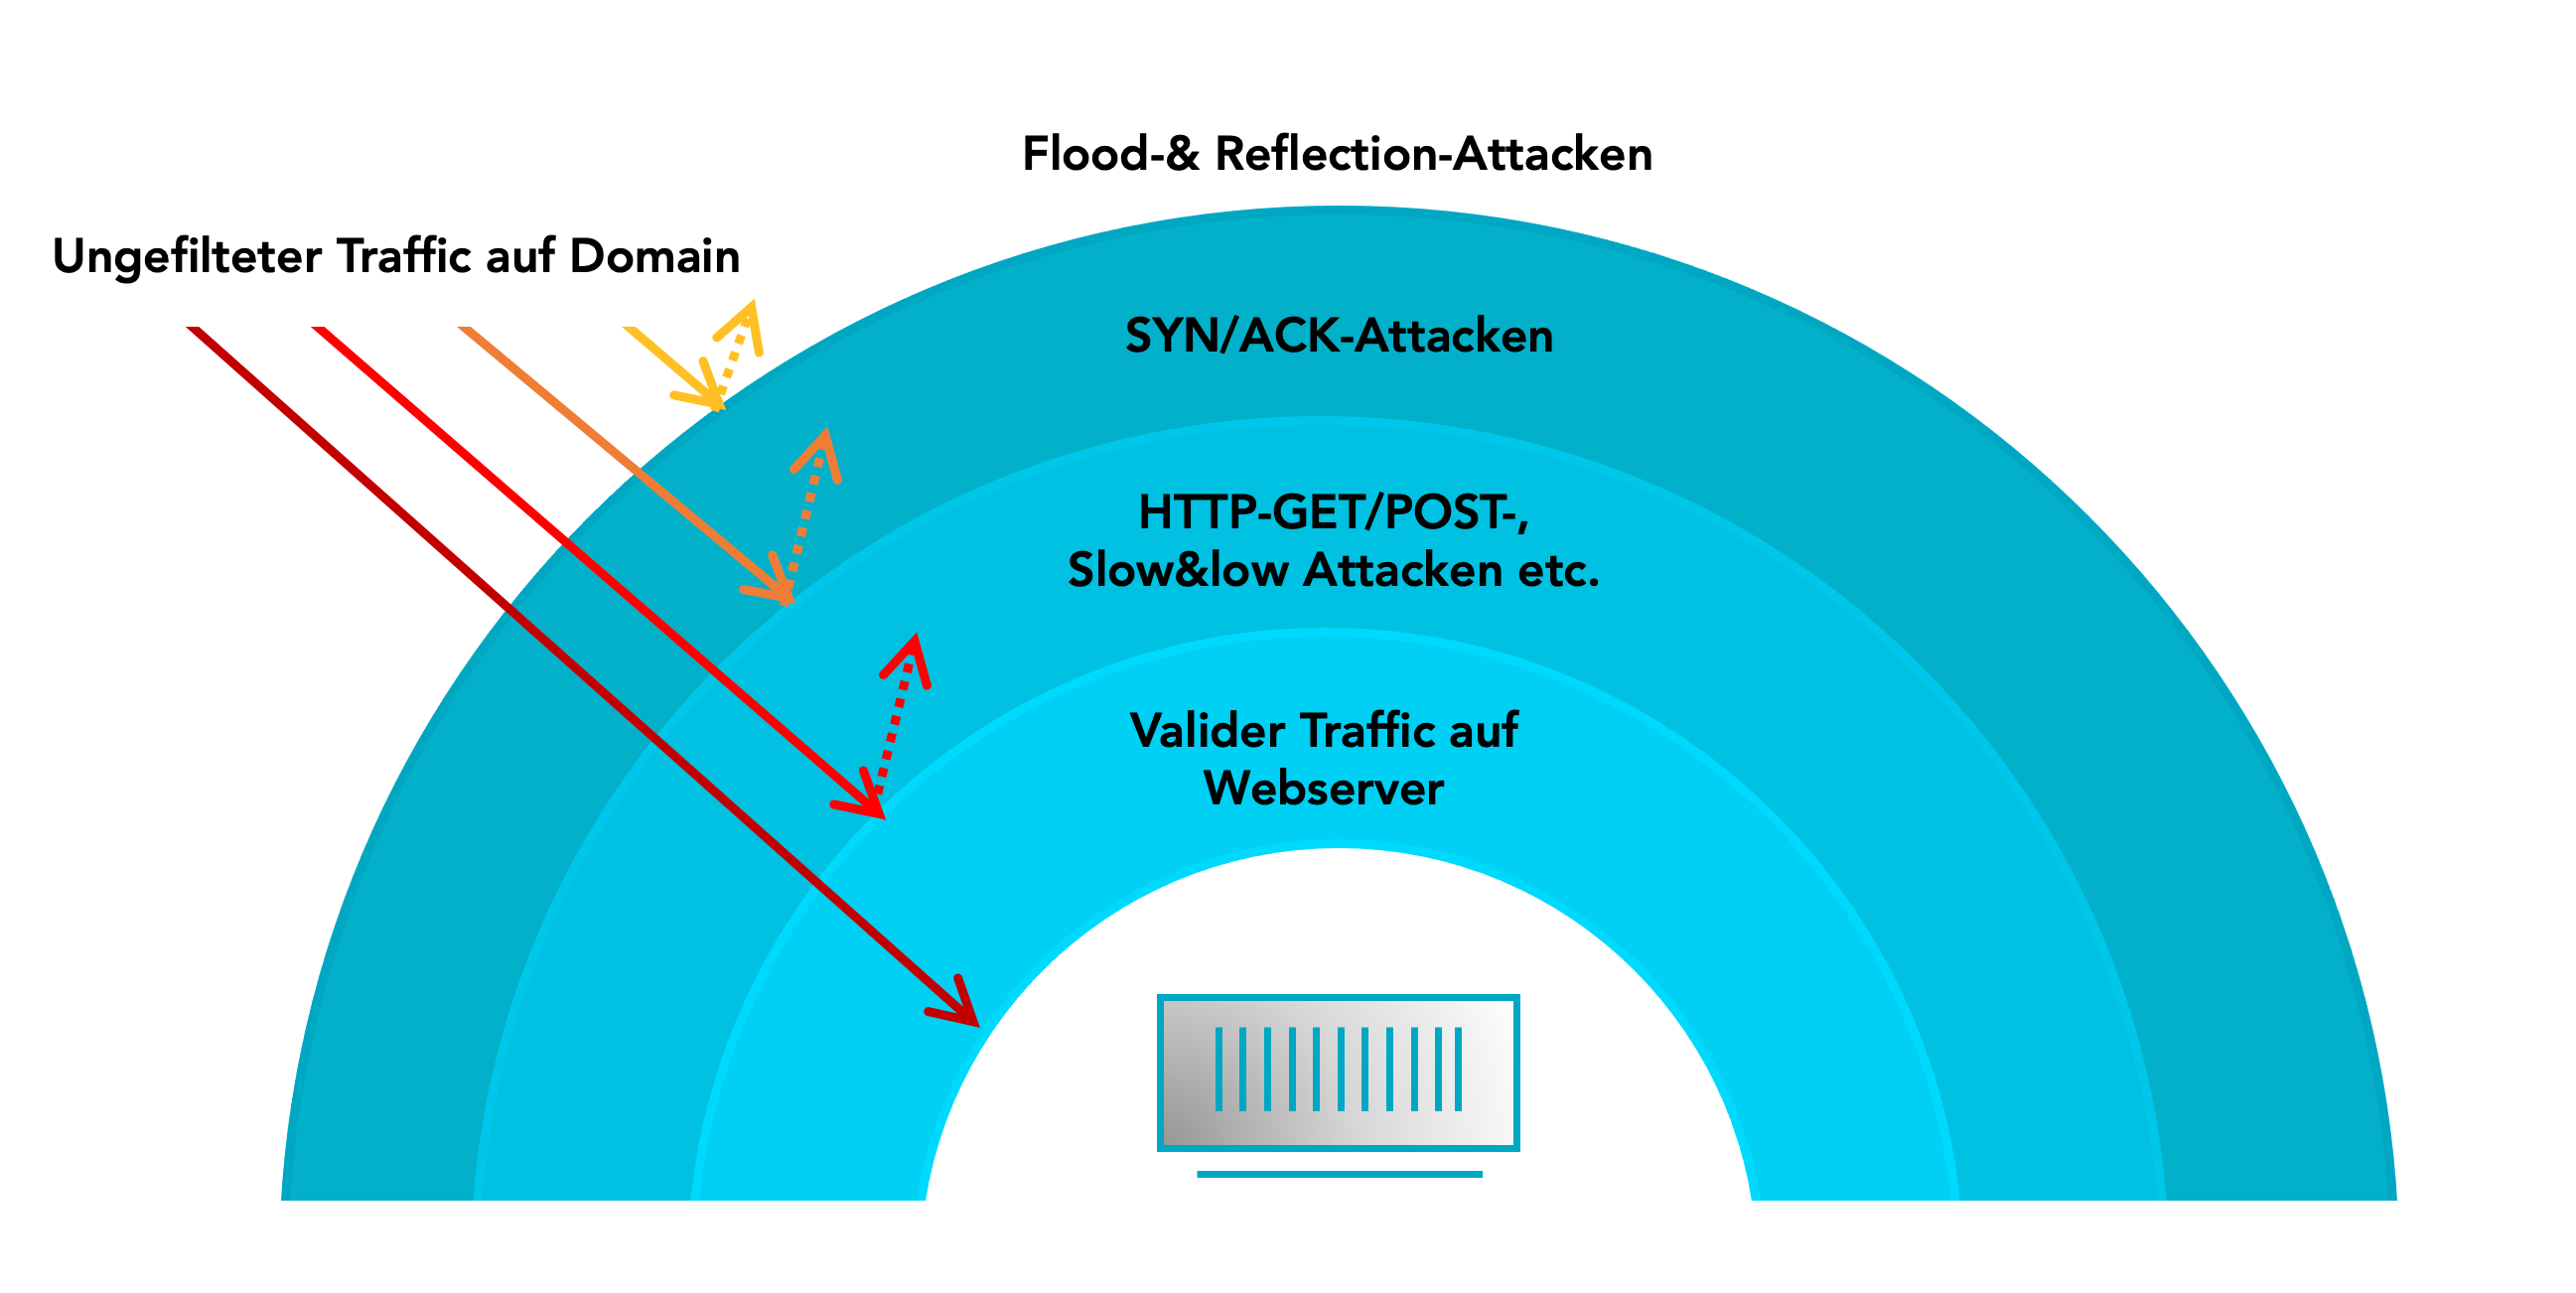 Flood-& Reflection-Attacken
Ungefilteter Traffic auf Domain
SYN/ACK-Attacken
HTTP-GET/POST-,
Slow&low Attacken etc.
Valider Traffic auf
Webserver